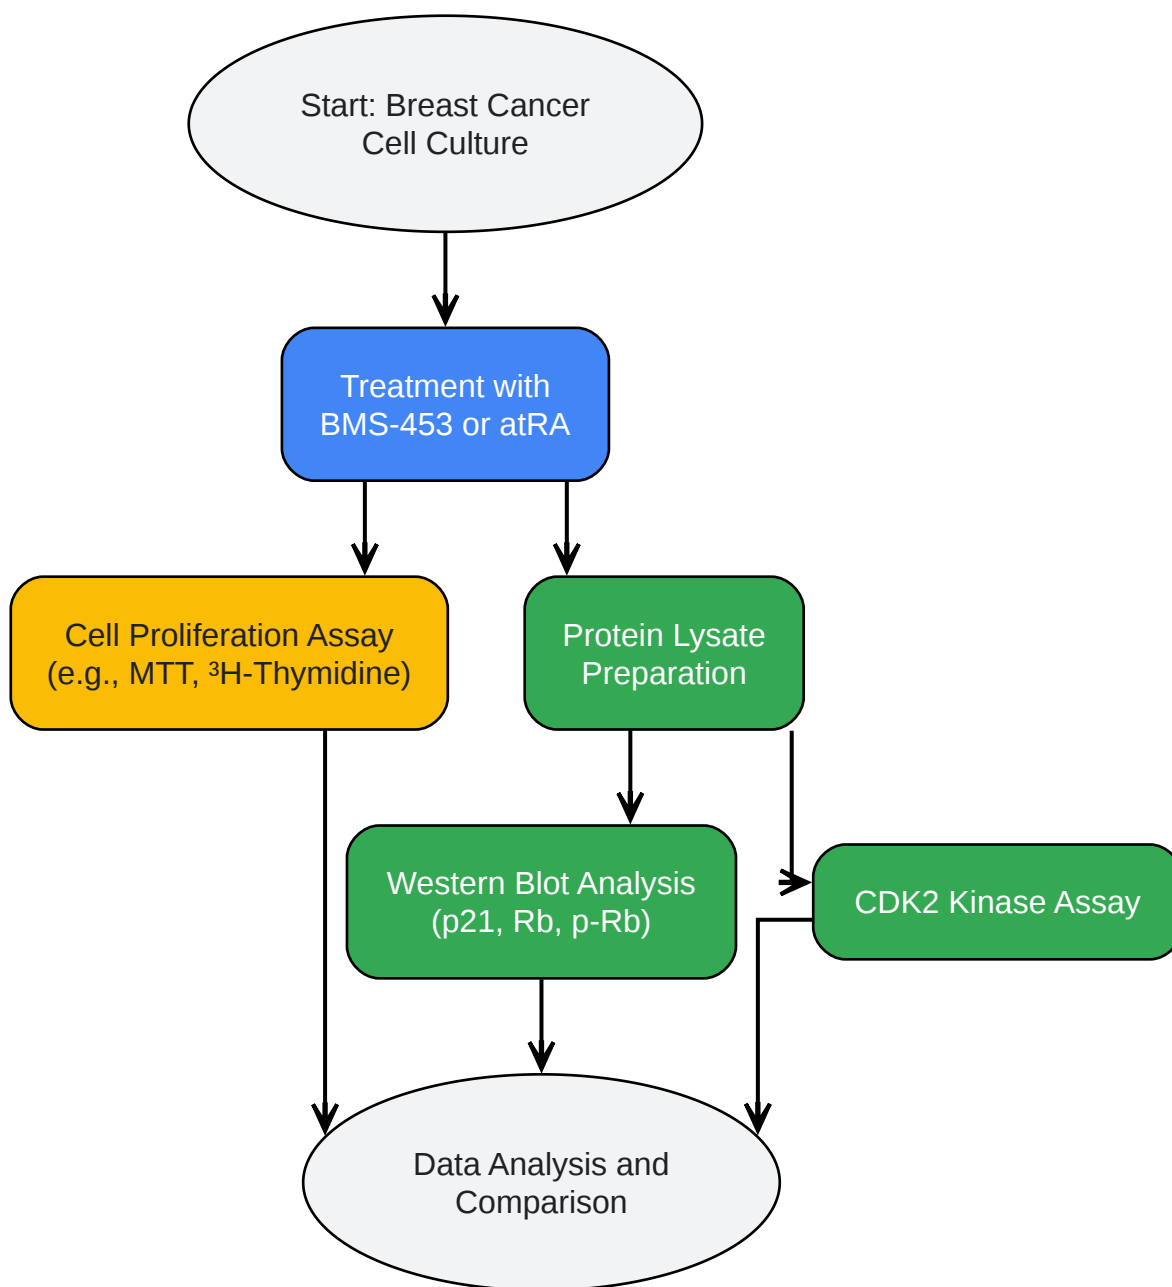 Start: Breast Cancer
Cell Culture
Treatment with
BMS-453 or atRA
Cell Proliferation Assay
(e.g., MTT, ³H-Thymidine)
Protein Lysate
Preparation
Western Blot Analysis
(p21, Rb, p-Rb)
CDK2 Kinase Assay
Data Analysis and
Comparison